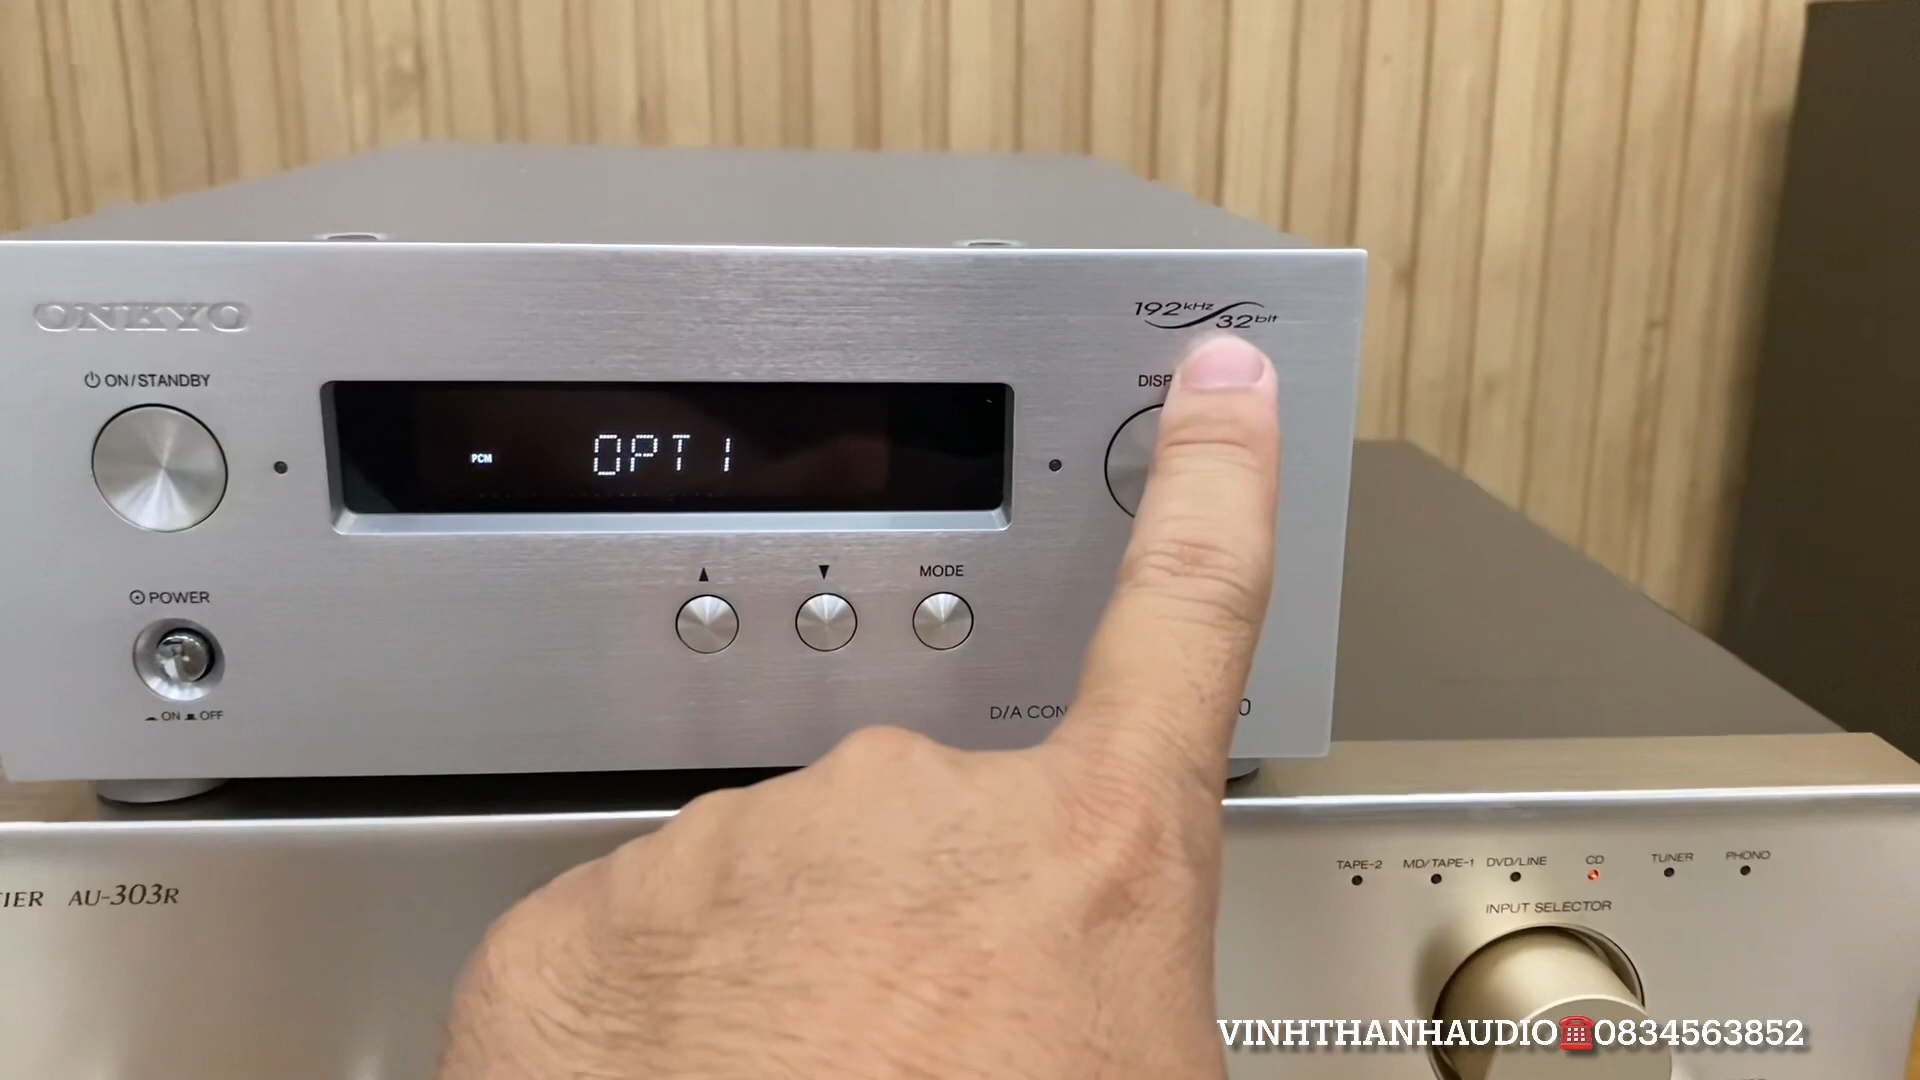 ONKYO
192kHz
32bit
ON/STANDBY
PCM OPT 1
MODE
POWER
ON OFF
D/A
AU-303R
TAPE-2 MD/TAPE-1 DVD/LINE CD TUNER PHONO
INPUT SELECTOR
VINHTHANHAUDIO☎0834563852